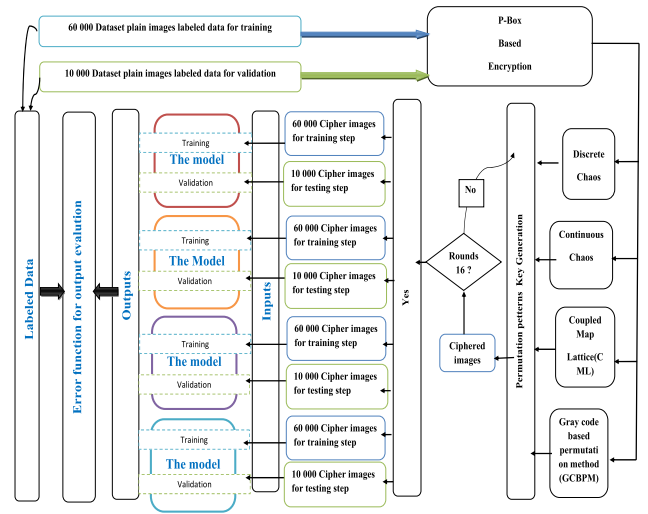 60 000 Dataset plain images labeled data for training
10 000 Dataset plain images labeled data for validation
P-Box
Based
Encryption
Labeled Data
Error function for output evalution
Outputs
Training
The model
Validation
Training
The Model
Validation
Training
The model
Validation
Training
The model
Validation
Inputs
60 000 Cipher images
for training step
10 000 Cipher images
for testing step
60 000 Cipher images
for training step
10 000 Cipher images
for testing step
60 000 Cipher images
for training step
10 000 Cipher images
for testing step
60 000 Cipher images
for training step
10 000 Cipher images
for testing step
Yes
No
Rounds
16 ?
Ciphered
images
Permutation petterns Key Generation
Discrete
Chaos
Continuous
Chaos
Coupled
Map
Lattice(C
ML)
Gray code
based
permutati
on method
(GCBPM)